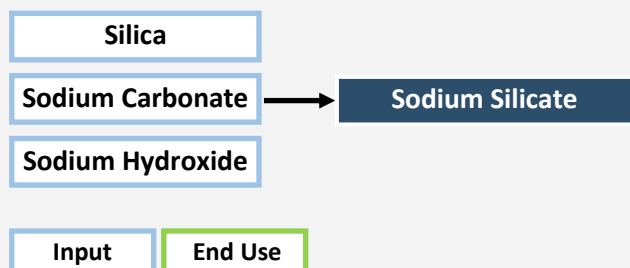 Silica
Sodium Carbonate
Sodium Silicate
Sodium Hydroxide
Input
End Use